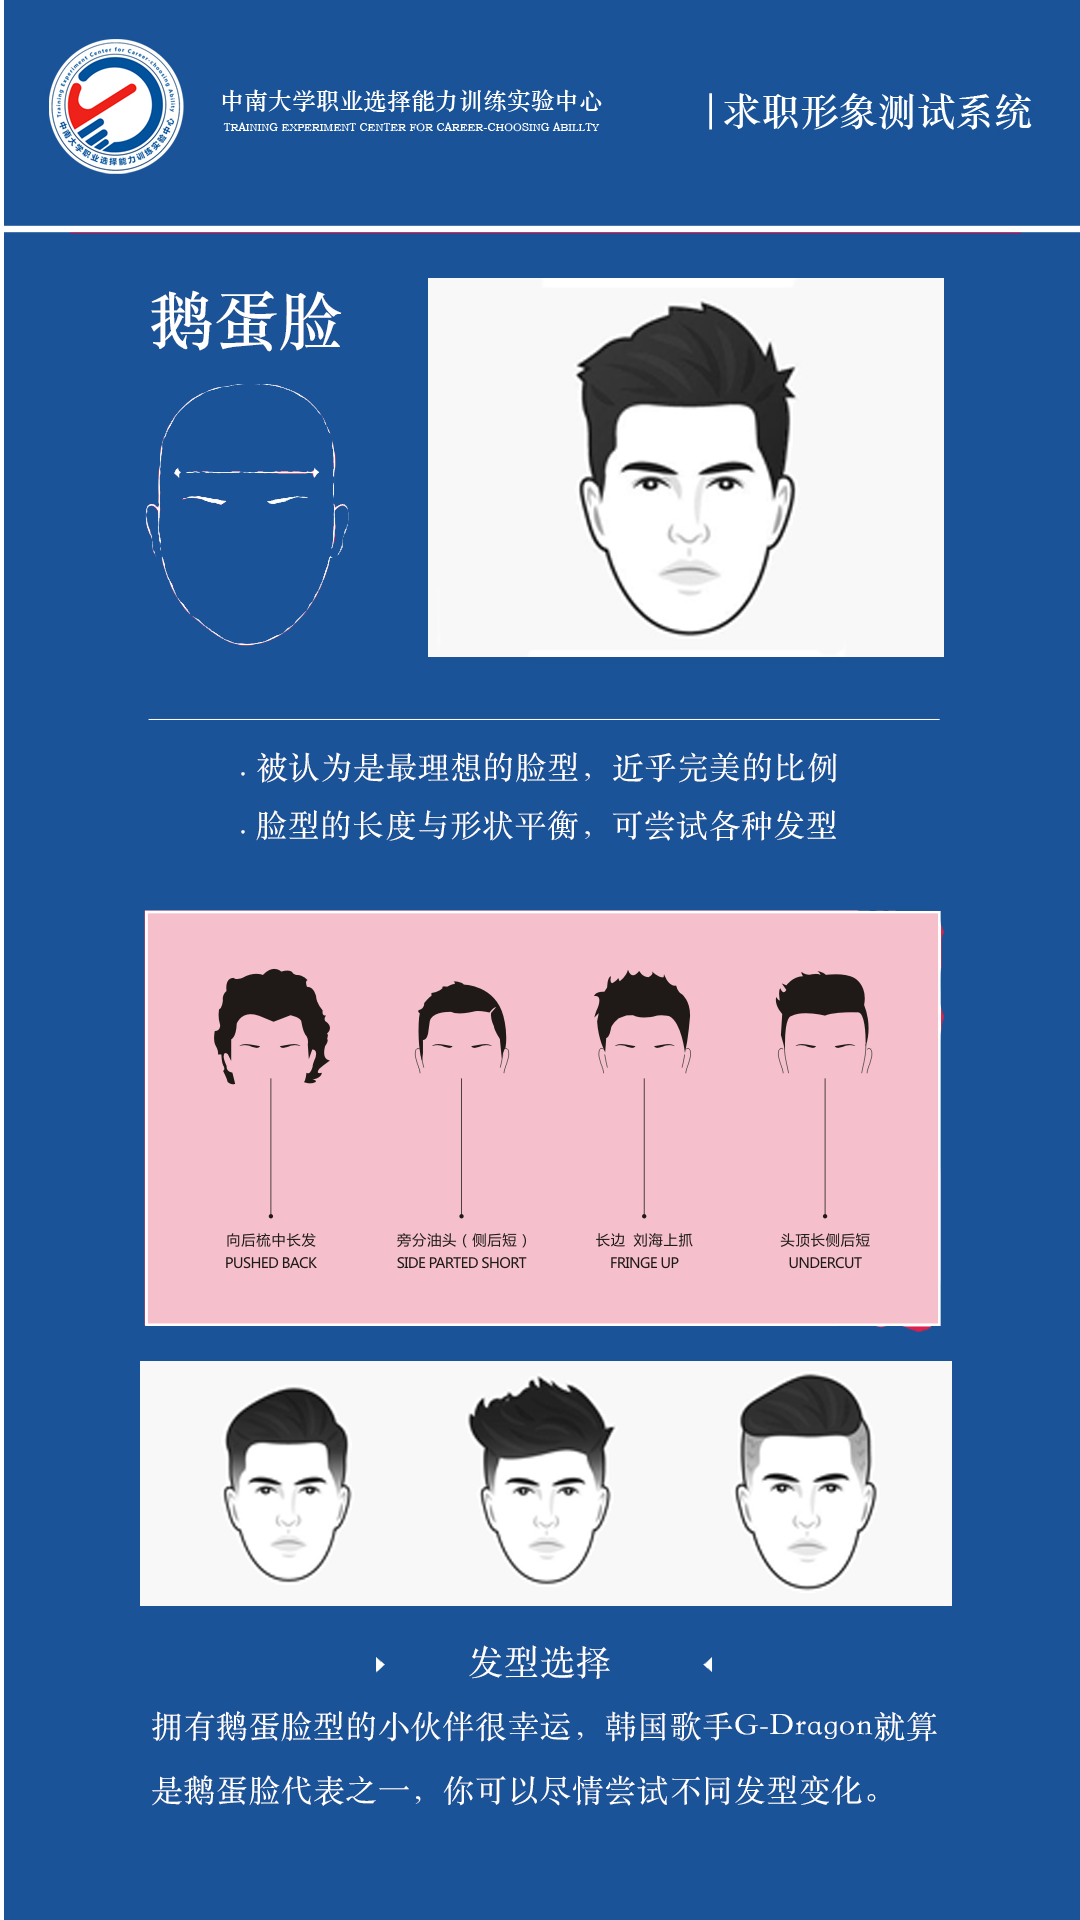 Training Experiment Center for Career-choosing Ability
中南大学职业选择能力训练实验中心
中南大学职业选择能力训练实验中心
TRAINING EXPERIMENT CENTER FOR CAREER-CHOOSING ABILLTY
|求职形象测试系统
鹅蛋脸
. 被认为是最理想的脸型，近乎完美的比例
. 脸型的长度与形状平衡，可尝试各种发型
向后梳中长发
PUSHED BACK
旁分油头（侧后短）
SIDE PARTED SHORT
长边 刘海上抓
FRINGE UP
头顶长侧后短
UNDERCUT
发型选择
拥有鹅蛋脸型的小伙伴很幸运，韩国歌手G-Dragon就算
是鹅蛋脸代表之一，你可以尽情尝试不同发型变化。